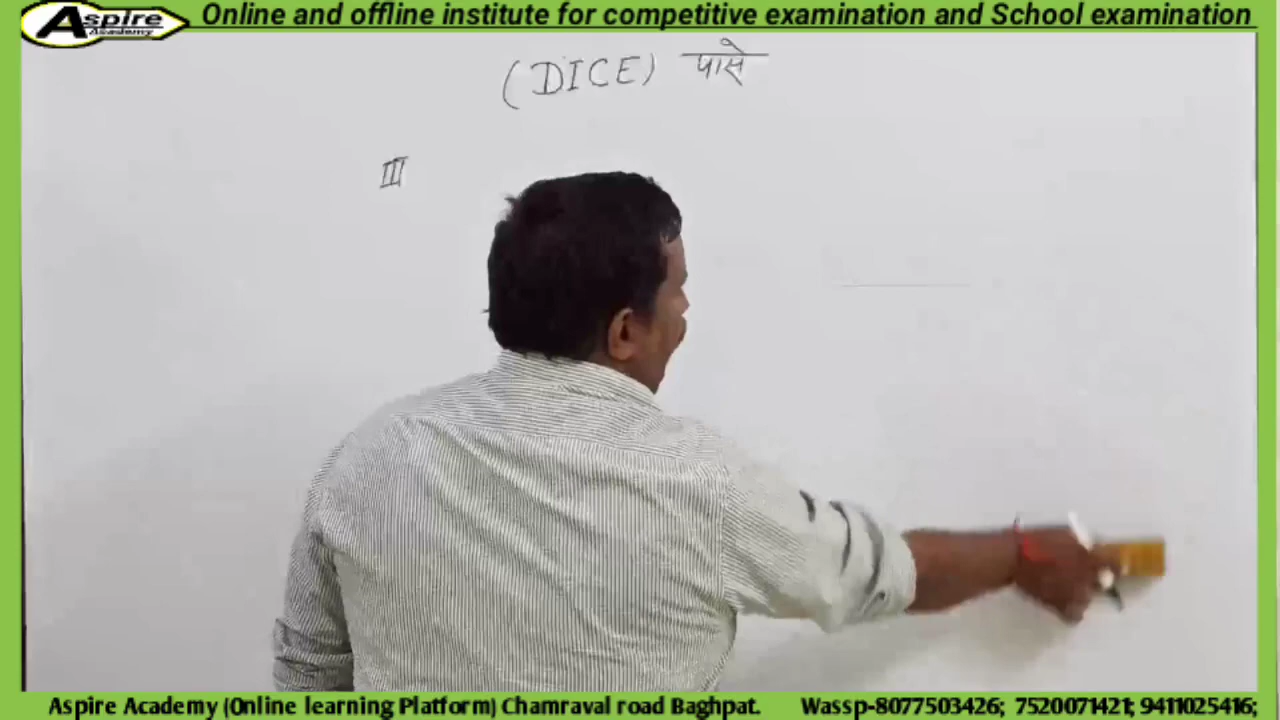 Aspire
Academy
Online and offline institute for competitive examination and School examination
(DICE) पासे
III
Aspire Academy (Online learning Platform) Chamraval road Baghpat. Wassp-8077503426; 7520071421; 9411025416;